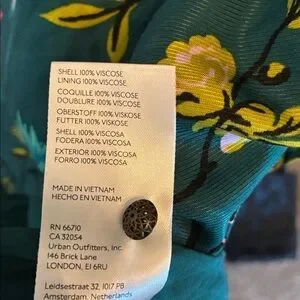 SHELL 100% VISCOSE
LINING 100% VISCOSE
COQUILLE 100% VISCOSE
DOUBLURE 100% VISCOSE
OBERSTOFF 100% VISKOSE
FUTTER 100% VISKOSE
SHELL 100% VISCOSA
FODERA 100% VISCOSA
EXTERIOR 100% VISCOSA
FORRO 100% VISCOSA
MADE IN VIETNAM
HECHO EN VIETNAM
RN 66710
CA 32054
Urban Outfitters, Inc.
146 Brick Lane
LONDON, E1 6RU
Leidsestraat 32, 1017 PB
Amsterdam, Netherlands